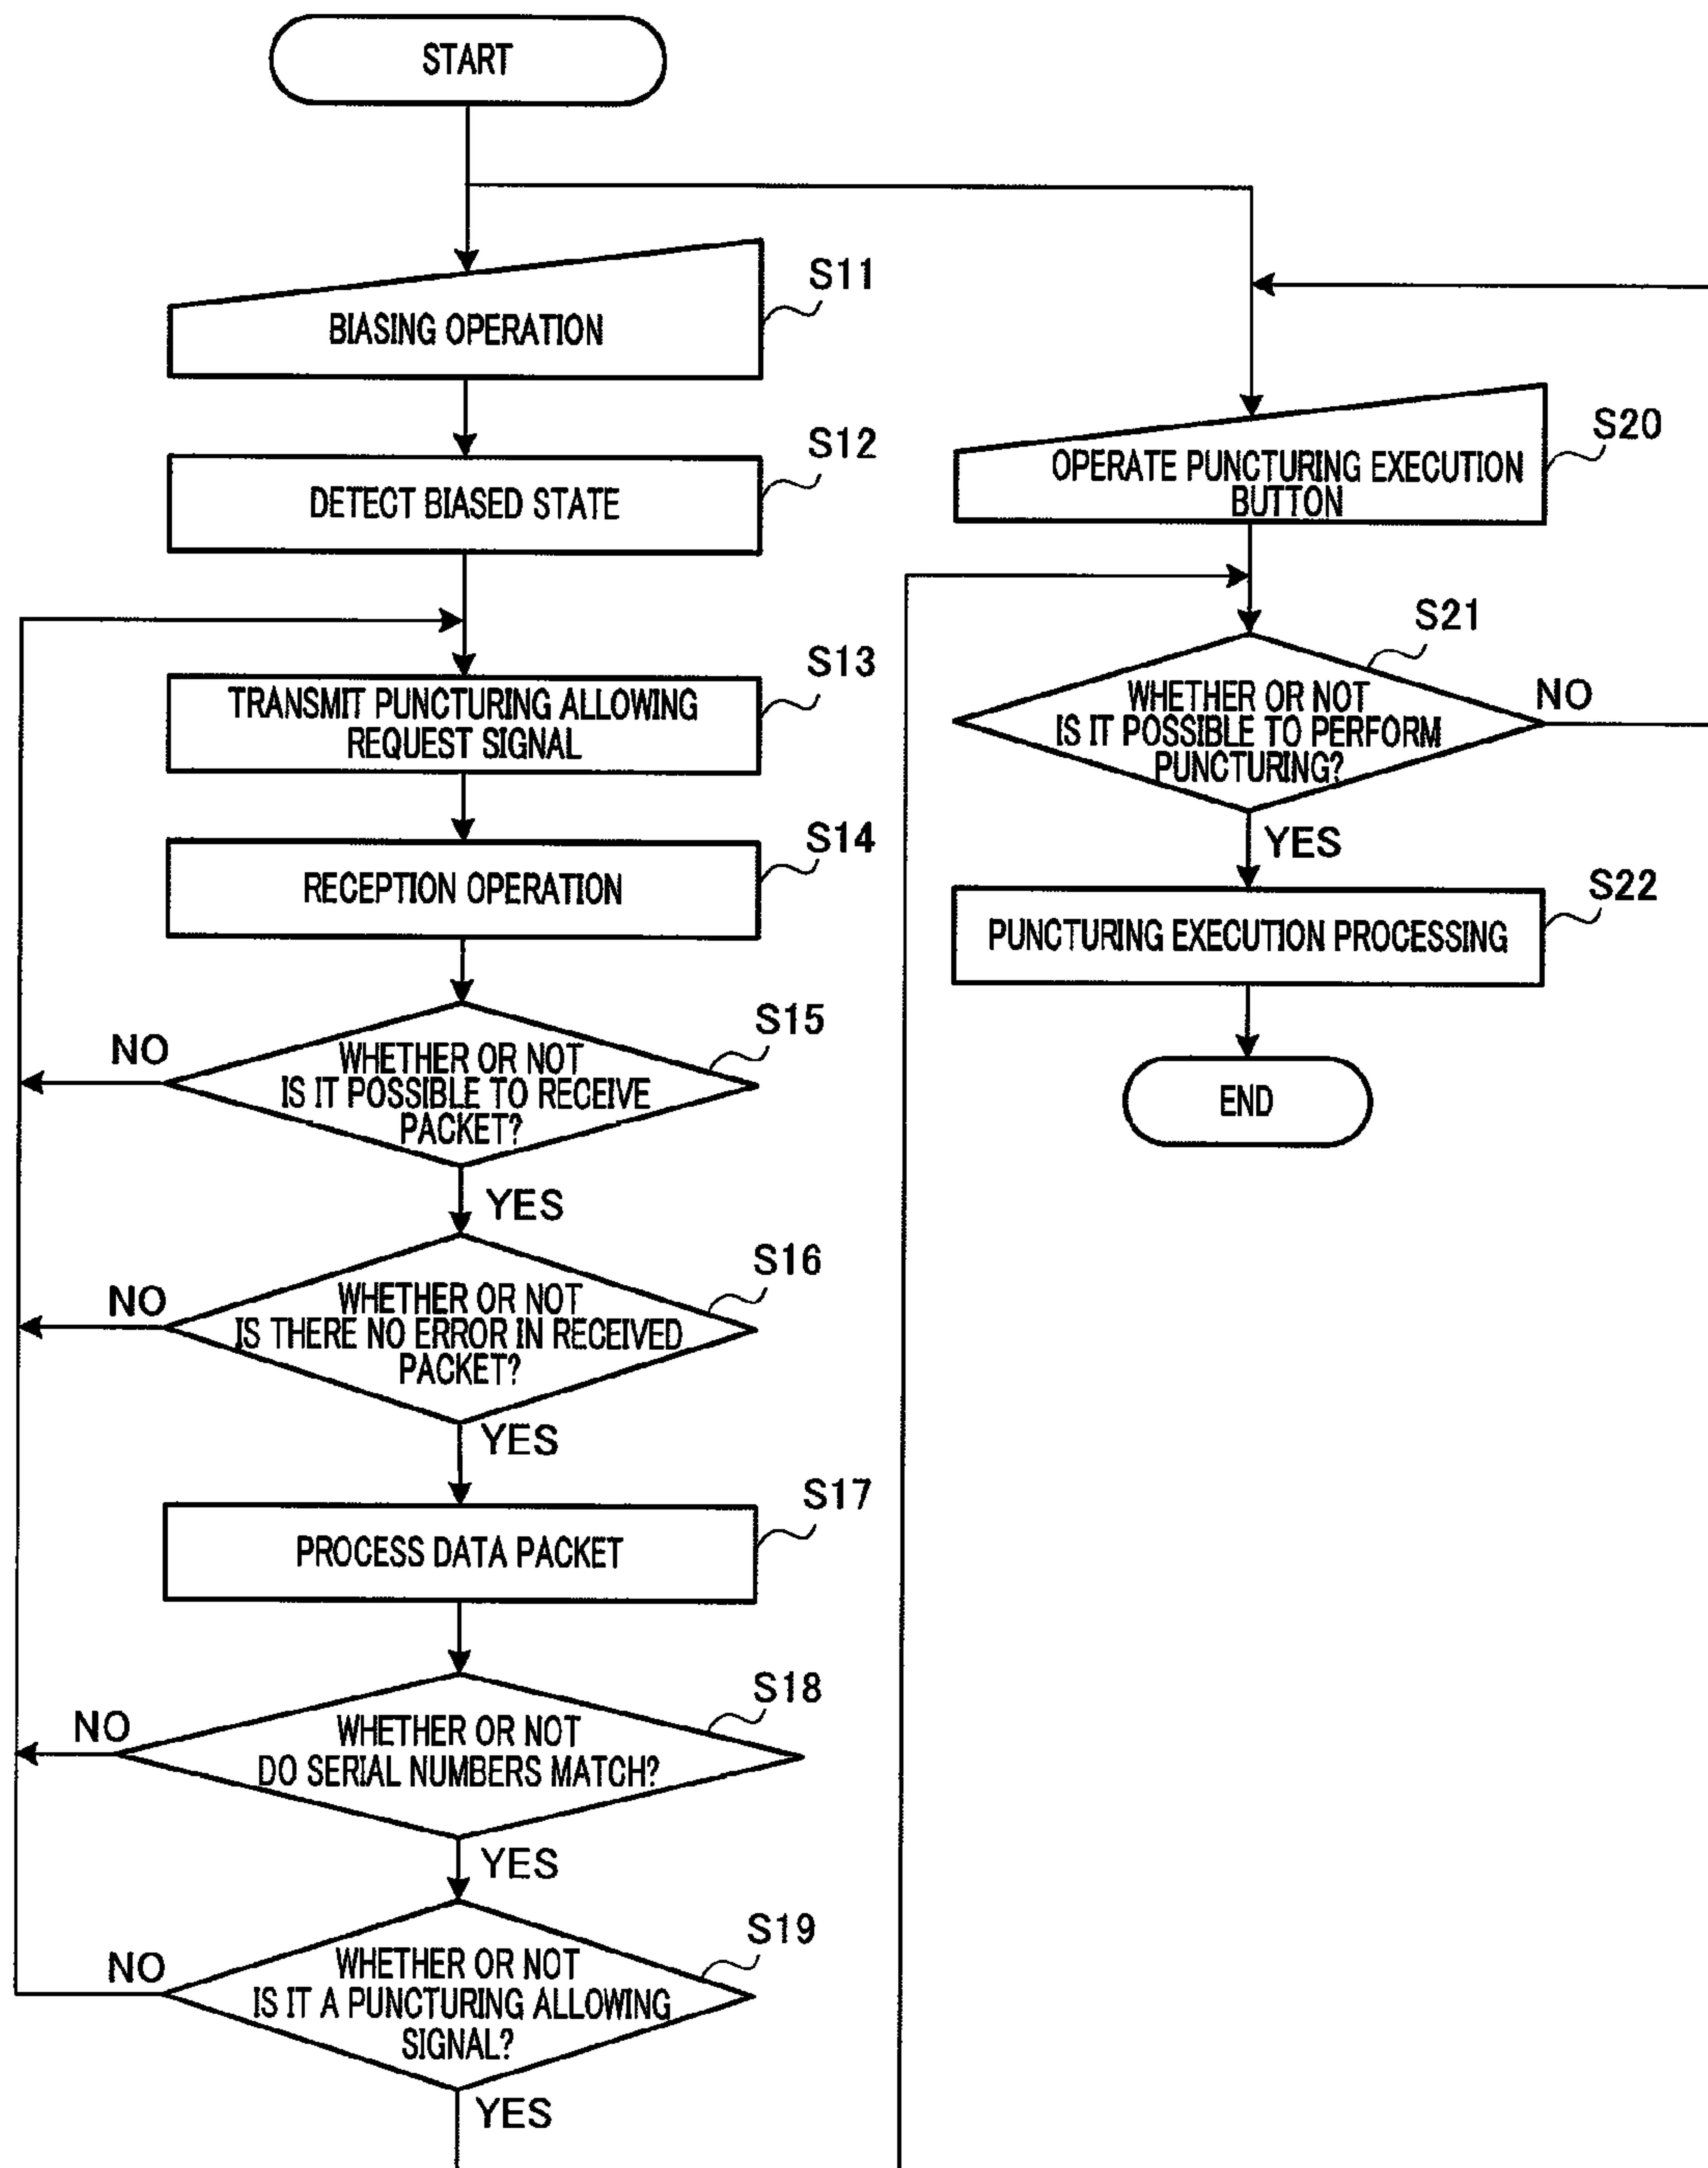 START
BIASING OPERATION
S11
DETECT BIASED STATE
S12
TRANSMIT PUNCTURING ALLOWING
REQUEST SIGNAL
S13
RECEPTION OPERATION
S14
WHETHER OR NOT
IS IT POSSIBLE TO RECEIVE
PACKET?
S15
NO
YES
WHETHER OR NOT
IS THERE NO ERROR IN RECEIVED
PACKET?
S16
NO
YES
PROCESS DATA PACKET
S17
WHETHER OR NOT
DO SERIAL NUMBERS MATCH?
S18
NO
YES
WHETHER OR NOT
IS IT A PUNCTURING ALLOWING
SIGNAL?
S19
NO
YES
OPERATE PUNCTURING EXECUTION
BUTTON
S20
WHETHER OR NOT
IS IT POSSIBLE TO PERFORM
PUNCTURING?
S21
NO
YES
PUNCTURING EXECUTION PROCESSING
S22
END